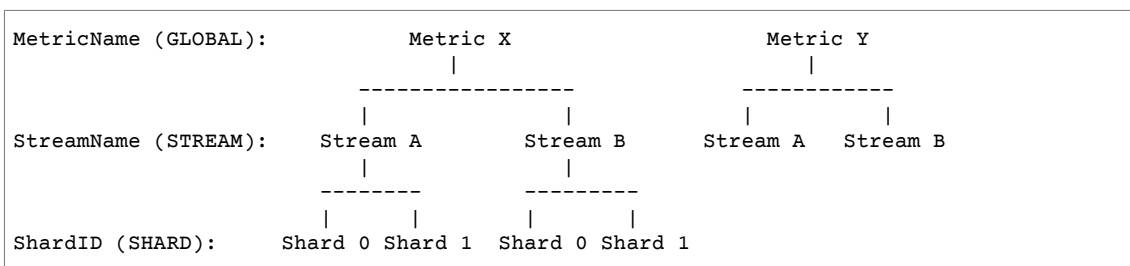 MetricName (GLOBAL): Metric X Metric Y
StreamName (STREAM): Stream A Stream B Stream A Stream B
ShardID (SHARD): Shard 0 Shard 1 Shard 0 Shard 1